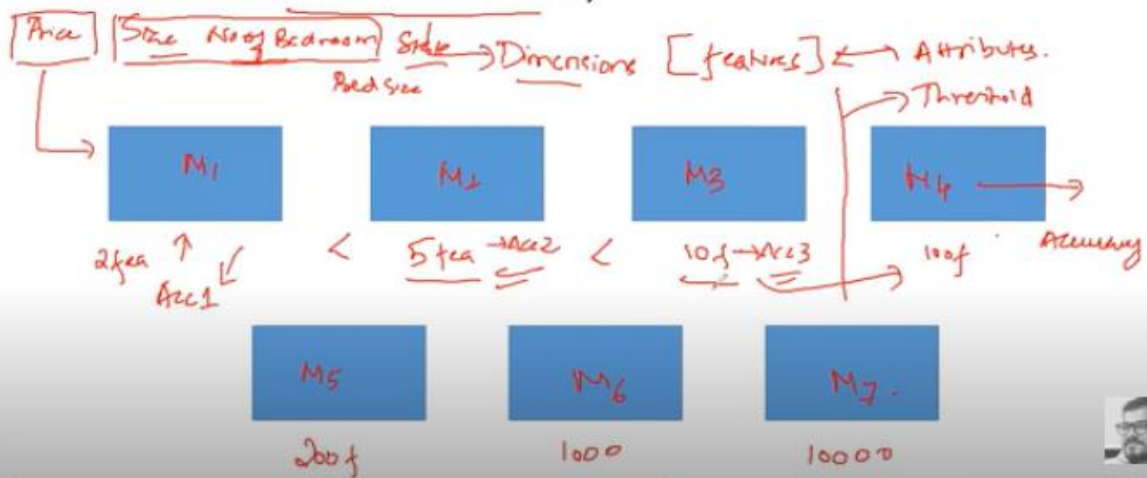 Price Size No of Bedroom State → Dimensions [features] ↔ Attributes.
Size
→ Threshold
M1 M2 M3 M4 →
2fea ↑ < 5fea → Acc2 < 10f → Acc3 100f Accuracy
Acc1
M5 M6 M7.
200f 1000 10000